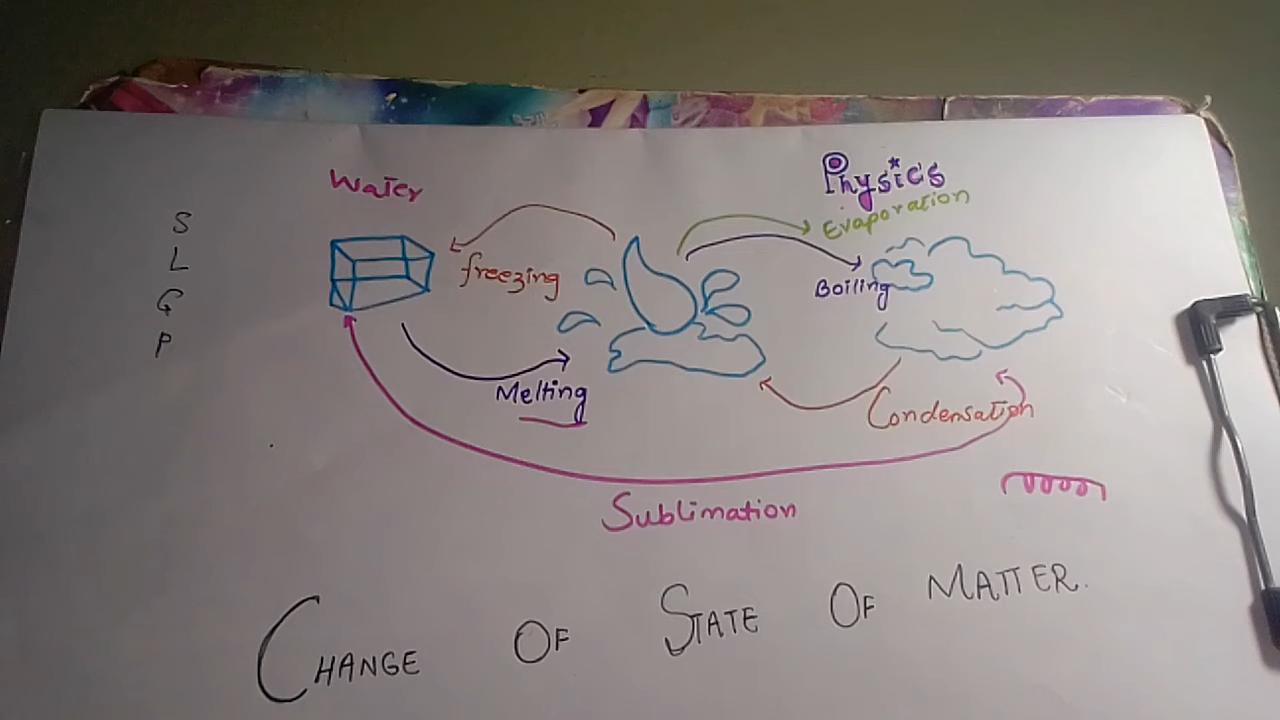 Water
Physics
Evaporation
S
L
G
P
freezing
Boiling
Melting
Condensation
Sublimation
CHANGE OF STATE OF MATTER.